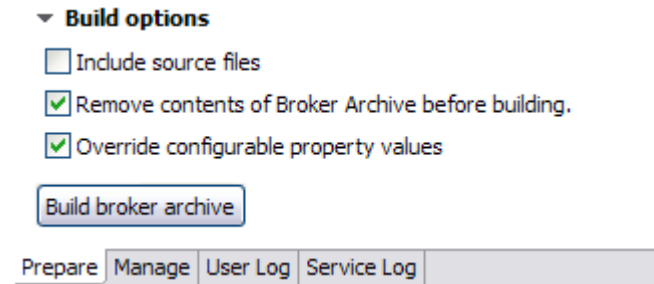 Build options
Include source files
Remove contents of Broker Archive before building.
Override configurable property values
Build broker archive
Prepare Manage User Log Service Log